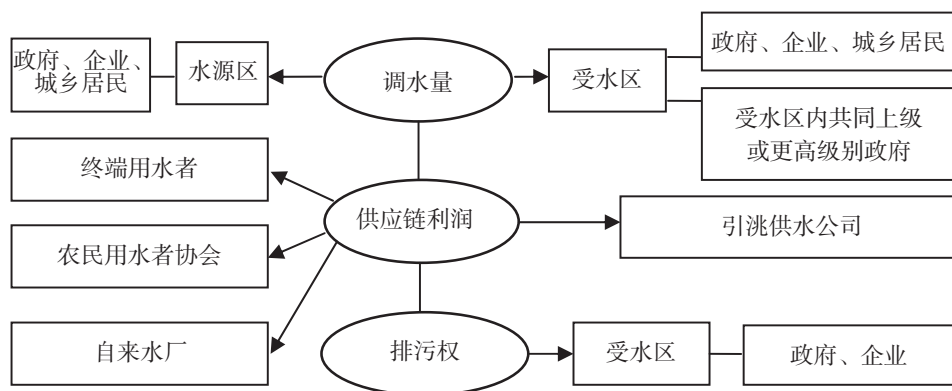 政府、企业、
城乡居民
水源区
调水量
受水区
政府、企业、城乡居民
受水区内共同上级
或更高级别政府
终端用水者
供应链利润
引洮供水公司
农民用水者协会
自来水厂
排污权
受水区
政府、企业